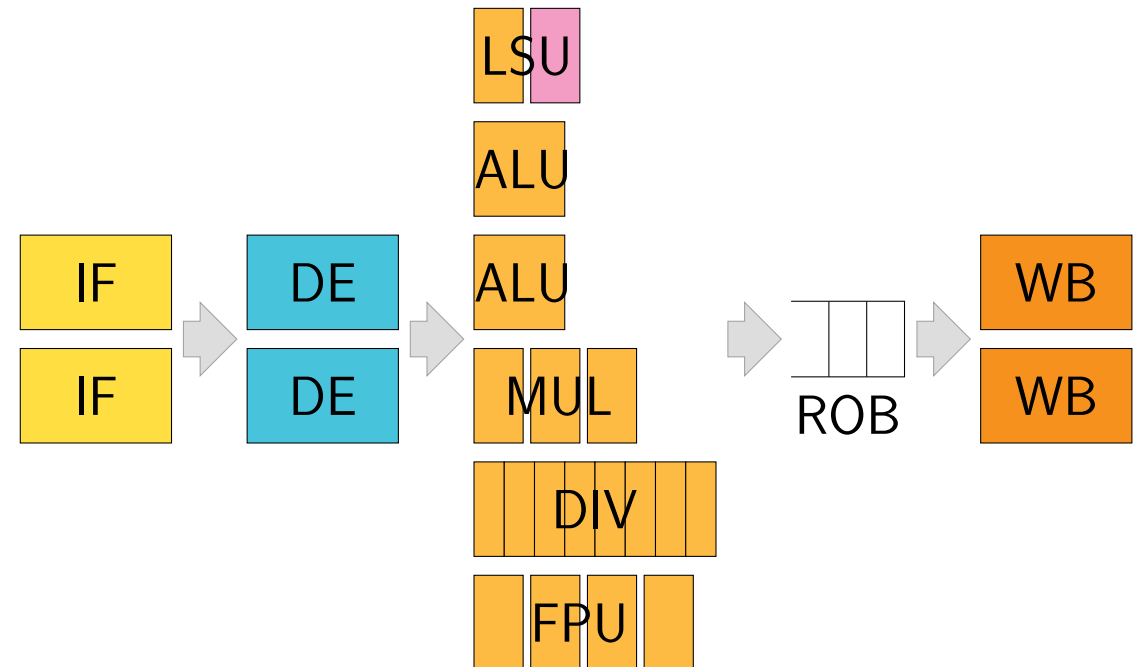 LSU
ALU
IF DE ALU WB
IF DE MUL ROB WB
DIV
FPU